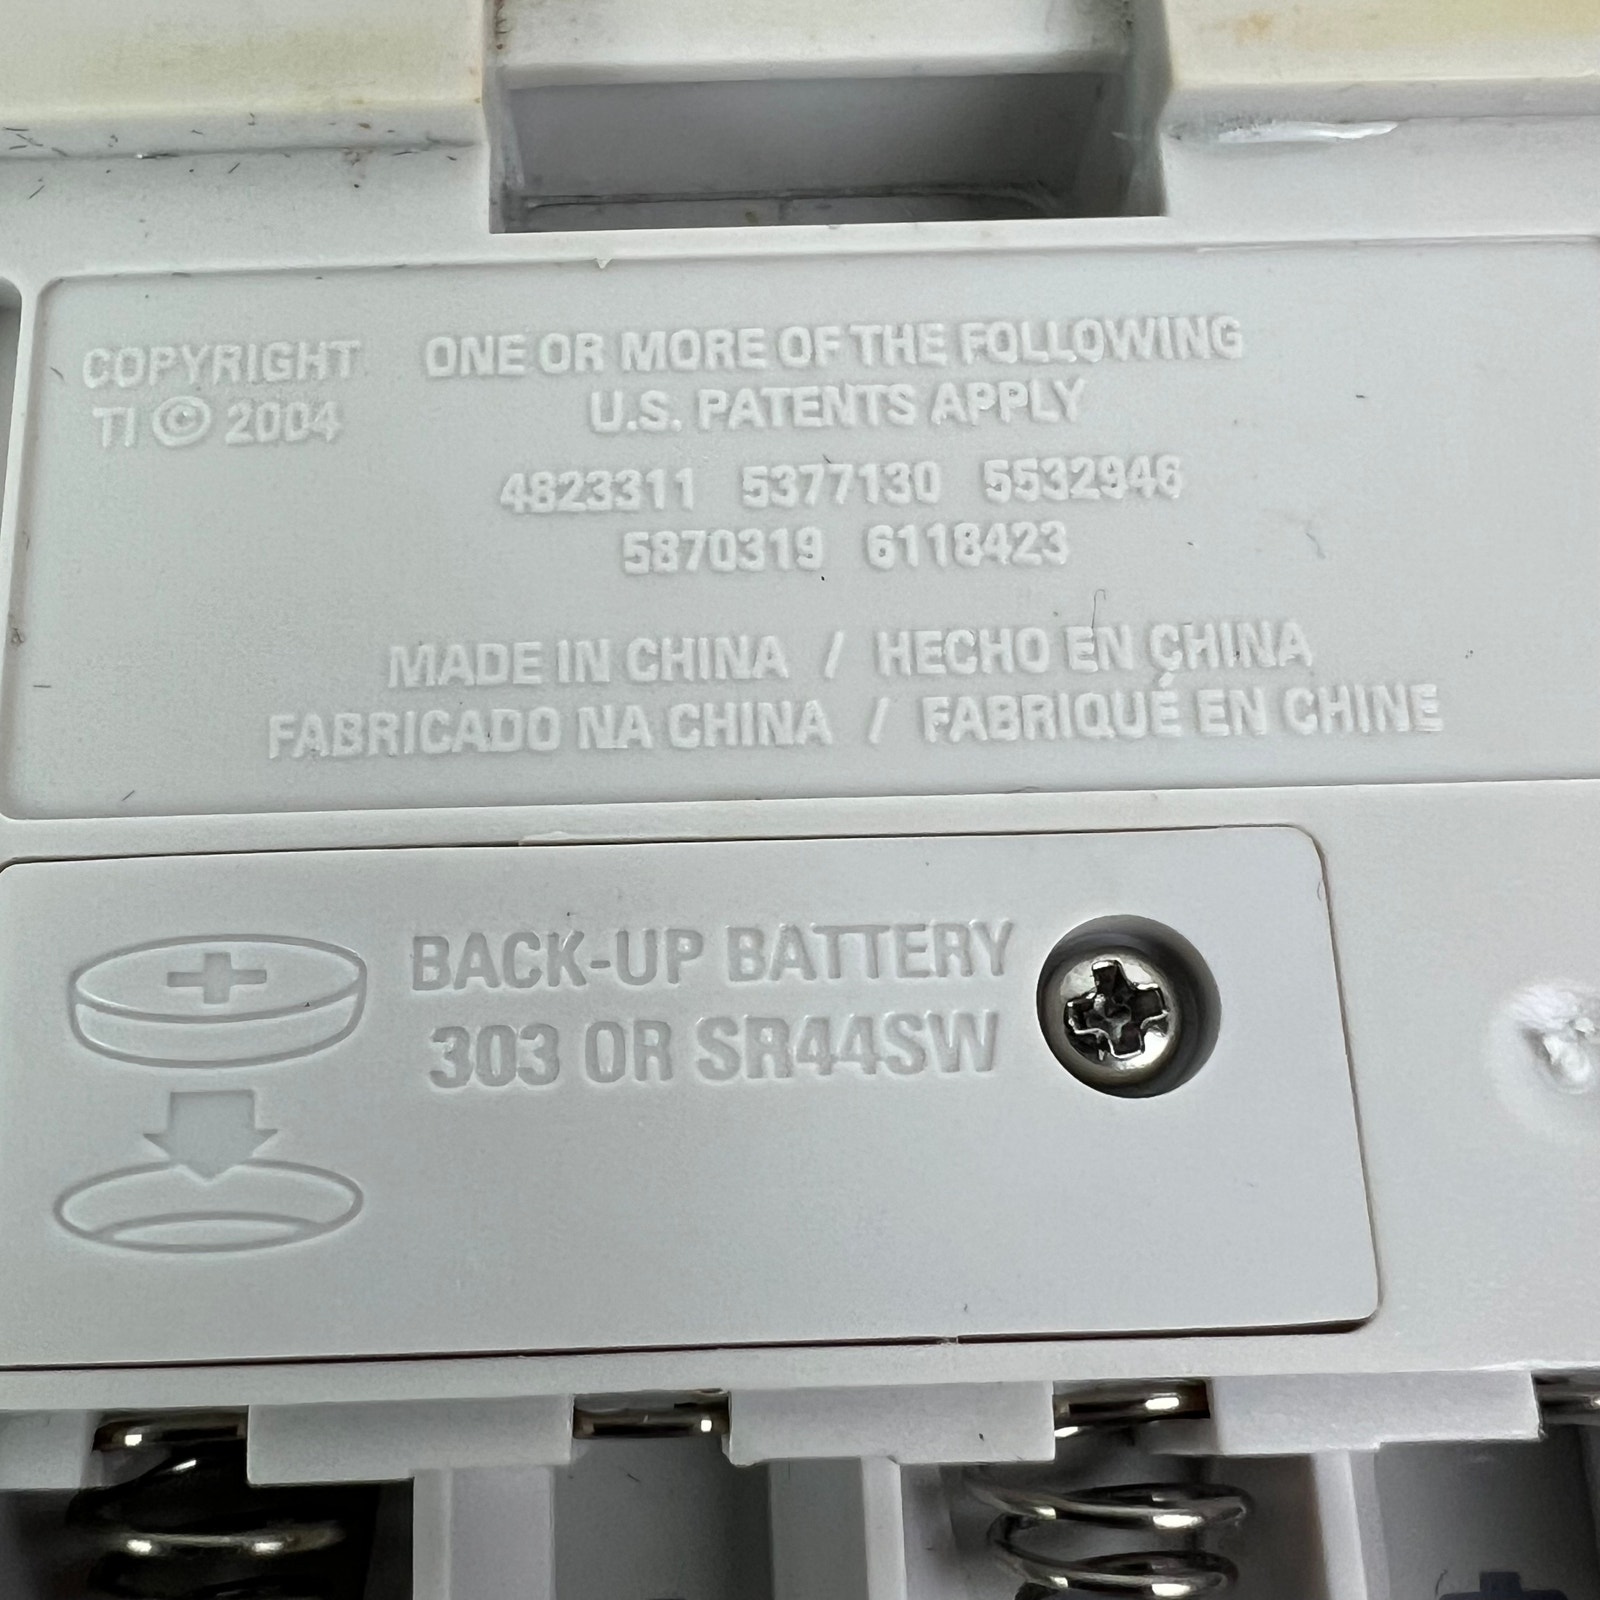 COPYRIGHT
TI © 2004
ONE OR MORE OF THE FOLLOWING
U.S. PATENTS APPLY
4823311 5377130 5532946
5870319 6118423
MADE IN CHINA / HECHO EN CHINA
FABRICADO NA CHINA / FABRIQUÉ EN CHINE
BACK-UP BATTERY
303 OR SR44SW